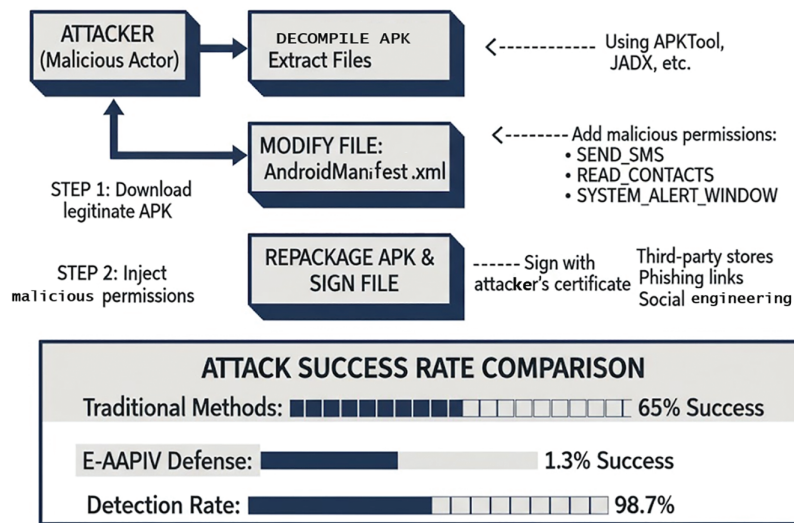 ATTACKER
(Malicious Actor)
DECOMPILE APK
Extract Files
Using APKTool,
JADX, etc.
MODIFY FILE:
AndroidManifest.xml
Add malicious permissions:
• SEND_SMS
• READ_CONTACTS
• SYSTEM_ALERT_WINDOW
STEP 1: Download
legitinate APK
REPACKAGE APK &
SIGN FILE
Sign with
attacker's certificate
Third-party stores
Phishing links
Social engineering
STEP 2: Inject
malicious permissions
ATTACK SUCCESS RATE COMPARISON
Traditional Methods: 65% Success
E-AAPIV Defense: 1.3% Success
Detection Rate: 98.7%